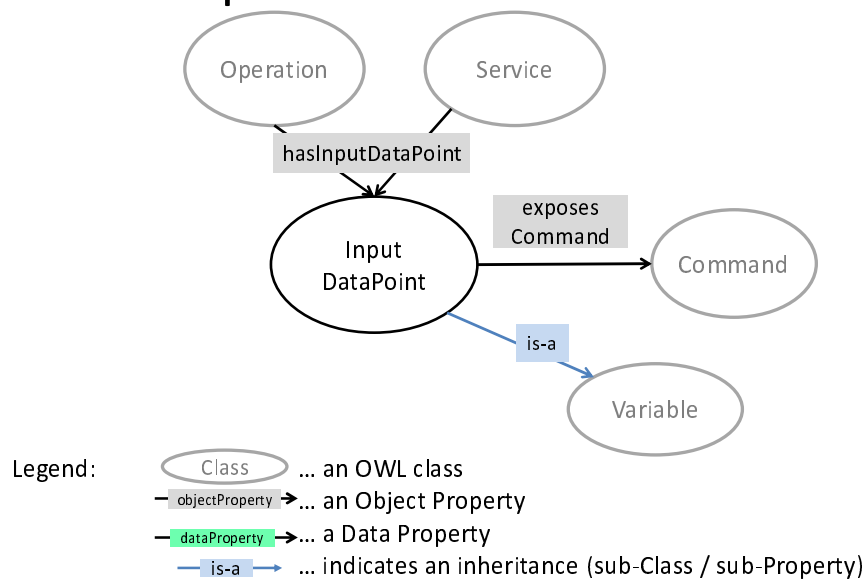 Operation
Service
hasInputDataPoint
exposes
Command
Input
DataPoint
Command
is-a
Variable
Legend:
Class
... an OWL class
objectProperty
... an Object Property
dataProperty
... a Data Property
is-a
... indicates an inheritance (sub-Class / sub-Property)